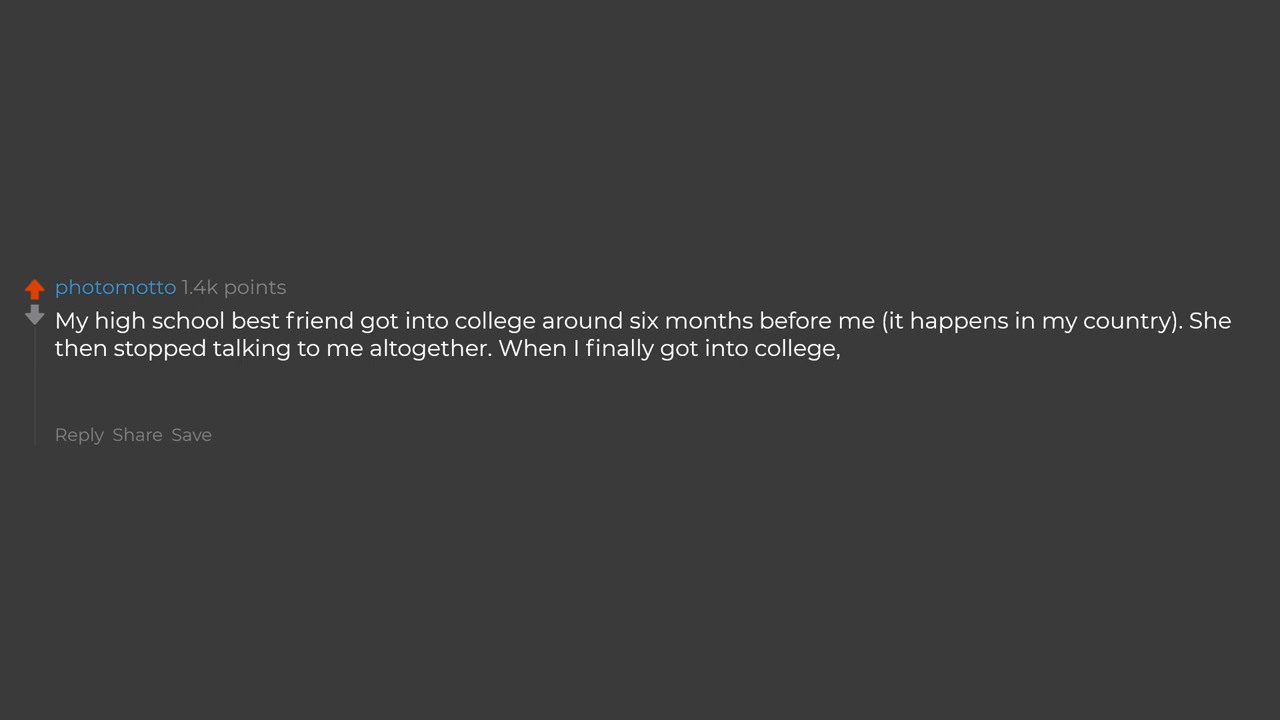 photomotto 1.4k points
My high school best friend got into college around six months before me (it happens in my country). She
then stopped talking to me altogether. When I finally got into college,
Reply Share Save